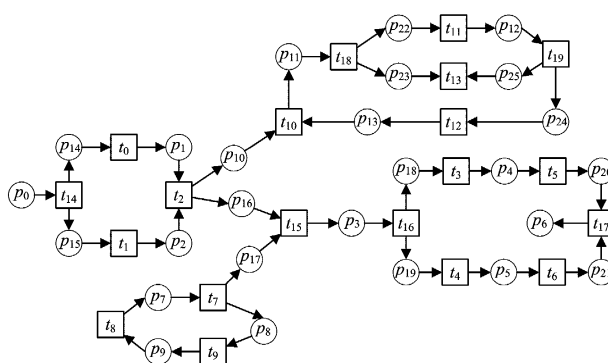 p22 t11 p12
p11 t18 t19
p23 t13 p25
p14 t0 p1 t10 p13 t12 p24
p10
p18 t3 p4 t5 p20
p0 t14 t2
p16
t15 p3 t16 p6 t17
p15 t1 p2
p17
p19 t4 p5 t6 p21
p7 t7
t8 p8
p9 t9